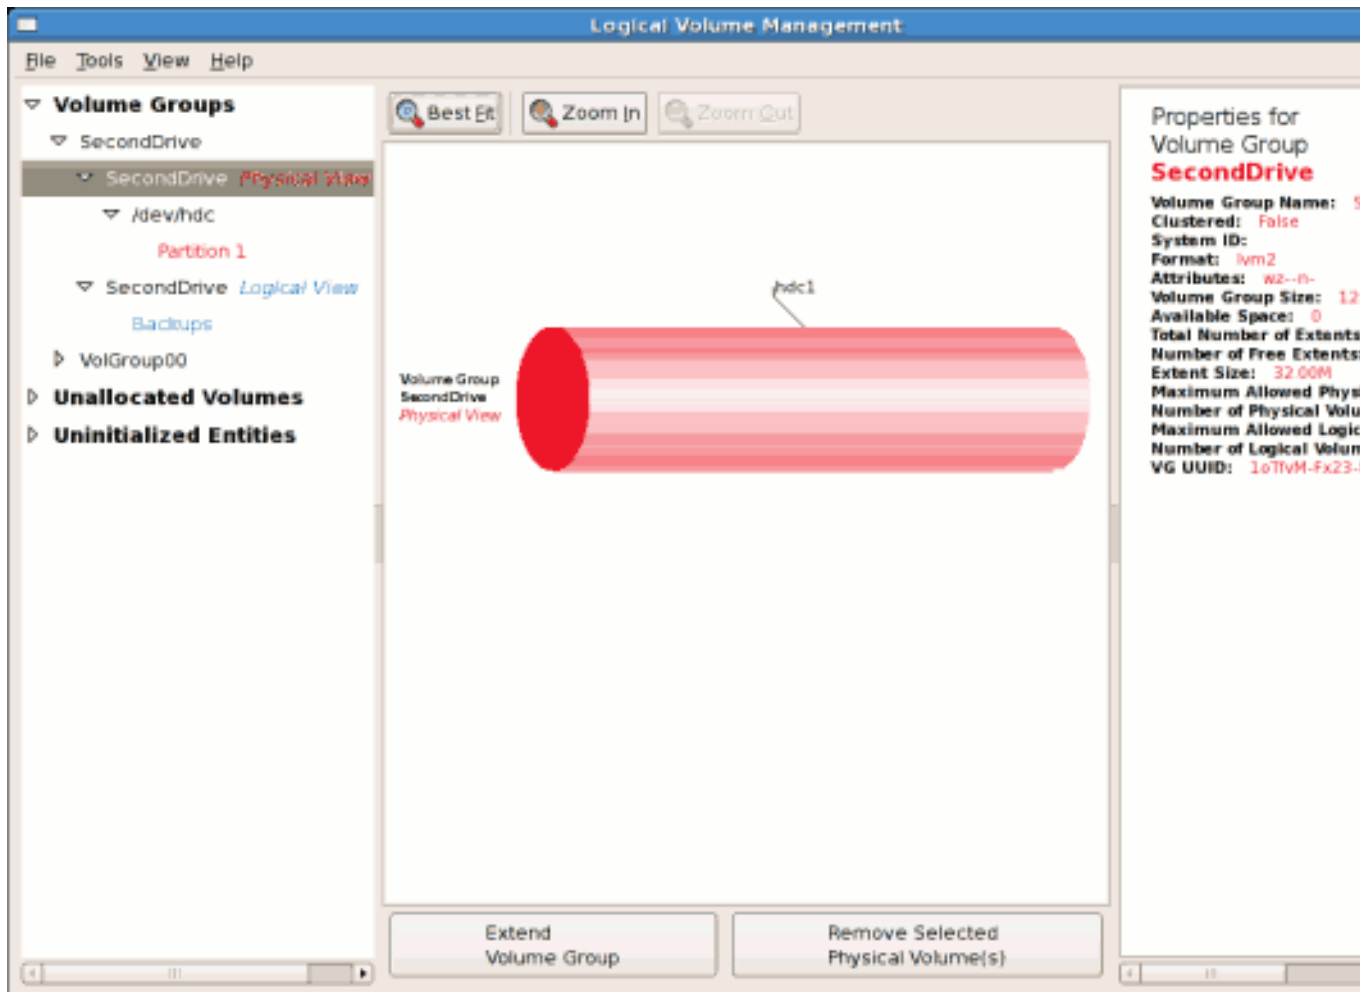 Logical Volume Management
File Tools View Help
Volume Groups
SecondDrive
SecondDrive Physical View
/dev/hdc
Partition 1
SecondDrive Logical View
Backups
VolGroup00
Unallocated Volumes
Uninitialized Entities
Best Fit Zoom In Zoom Out
hdc1
Volume Group
SecondDrive
Physical View
Extend
Volume Group
Remove Selected
Physical Volume(s)
Properties for
Volume Group
SecondDrive
Volume Group Name: S
Clustered: False
System ID:
Format: lvm2
Attributes: wz--n-
Volume Group Size: 12
Available Space: 0
Total Number of Extents
Number of Free Extents:
Extent Size: 32.00M
Maximum Allowed Physi
Number of Physical Volu
Maximum Allowed Logic
Number of Logical Volum
VG UUID: 1oTfvM-Fx23-